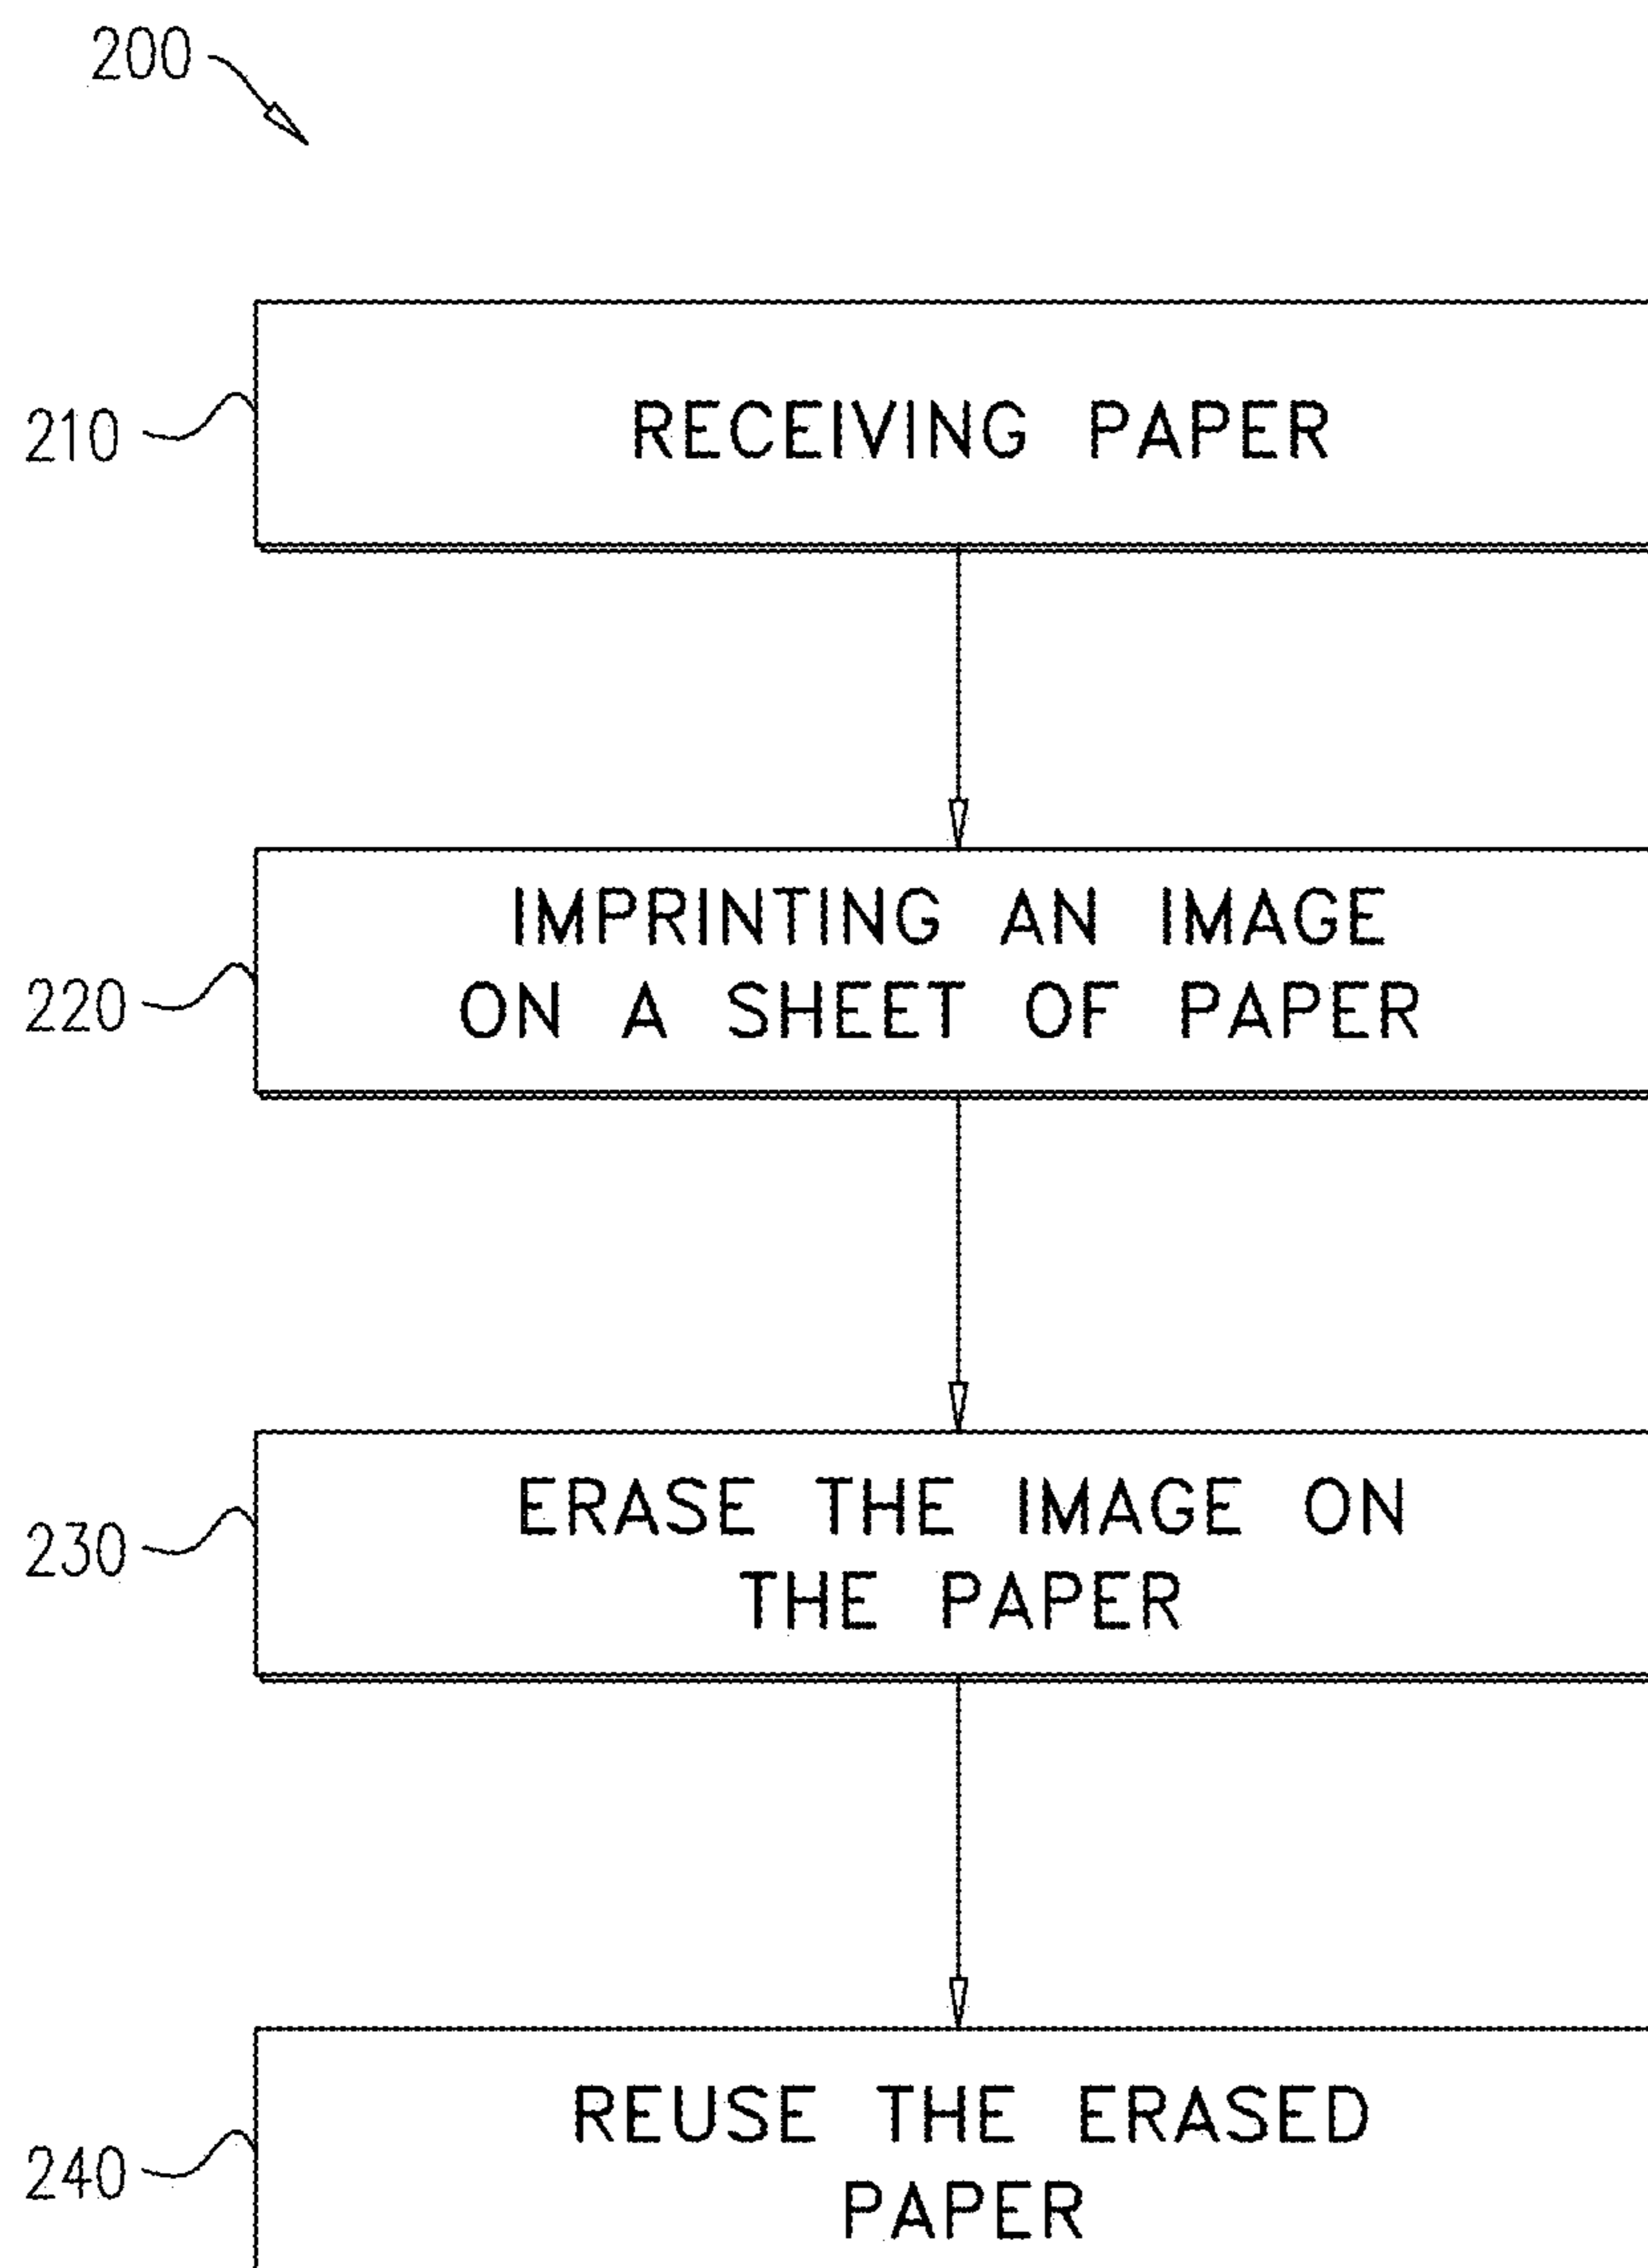 200
210
RECEIVING PAPER
220
IMPRINTING AN IMAGE
ON A SHEET OF PAPER
230
ERASE THE IMAGE ON
THE PAPER
240
REUSE THE ERASED
PAPER